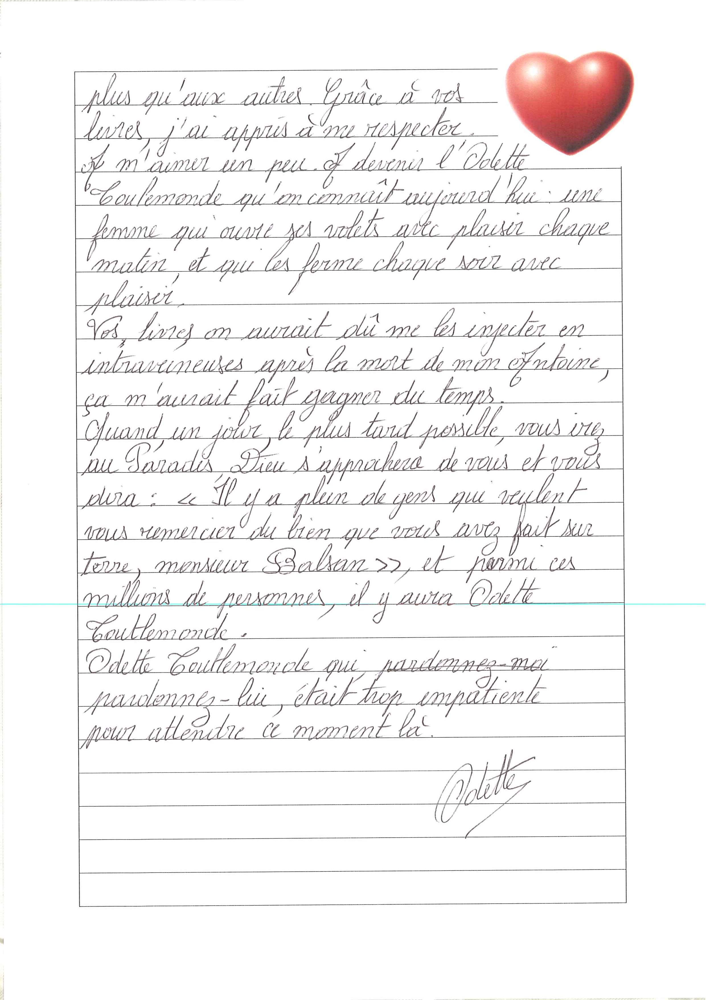 plus qu'aux autres. Grâce à vos
livres, j'ai appris à me respecter.
A m'aimer un peu. A devenir l'Odette
Toulemonde qu'on connaît aujourd'hui : une
femme qui ouvre ses volets avec plaisir chaque
matin, et qui les ferme chaque soir avec
plaisir.
Vos, livres, on aurait dû me les injecter en
intraveineuses après la mort de mon Antoine,
ça m'aurait fait gagner du temps.
Quand, un jour, le plus tard possible, vous irez
au Paradis, Dieu s'approchera de vous et vous
dira : « Il y a plein de gens qui veulent
vous remercier du bien que vous avez fait sur
terre, monsieur Balsan », et parmi ces
millions de personnes, il y aura Odette
Toutlemonde.
Odette Toutlemonde qui, pardonnez-moi
pardonnez-lui, était trop impatiente
pour attendre ce moment là.
Odette